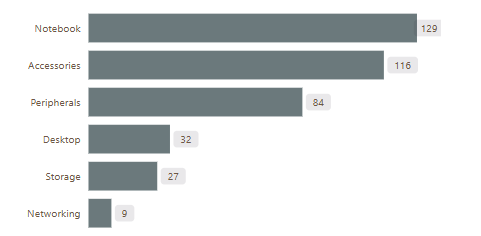 Notebook 129
Accessories 116
Peripherals 84
Desktop 32
Storage 27
Networking 9